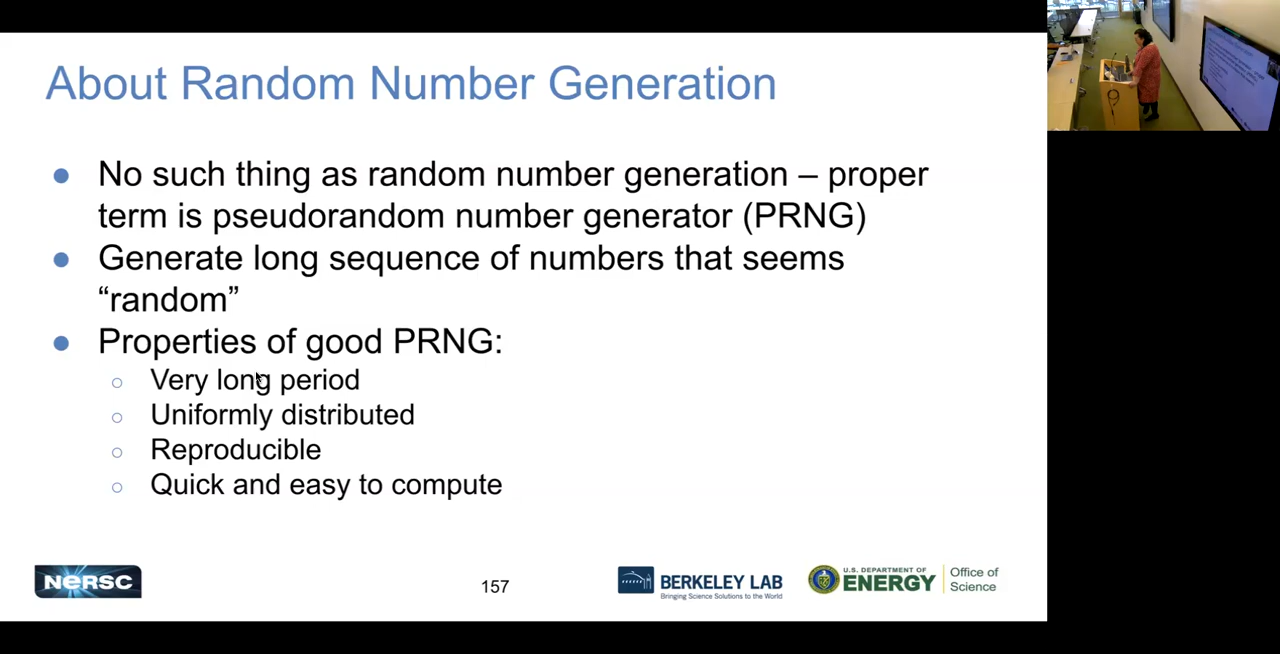 About Random Number Generation
● No such thing as random number generation – proper
term is pseudorandom number generator (PRNG)
● Generate long sequence of numbers that seems
“random”
● Properties of good PRNG:
○ Very long period
○ Uniformly distributed
○ Reproducible
○ Quick and easy to compute
NERSC
157
BERKELEY LAB
Bringing Science Solutions to the World
U.S. DEPARTMENT OF
ENERGY
Office of
Science